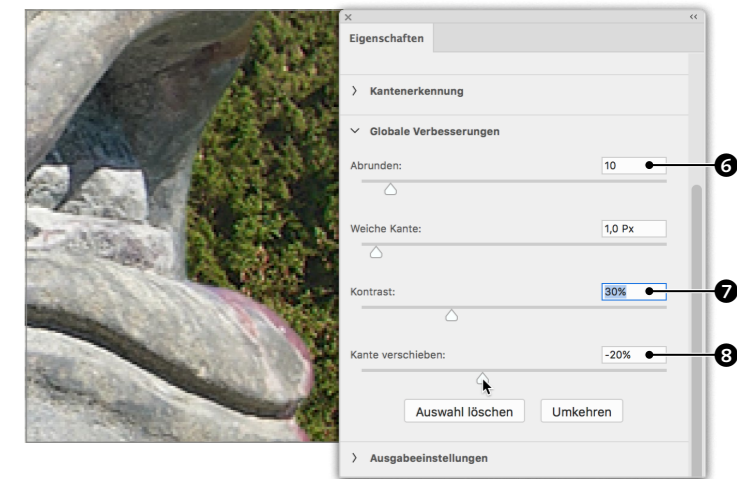 Eigenschaften
Kantenerkennung
Globale Verbesserungen
Abrunden: 10 6
Weiche Kante: 1,0 Px
Kontrast: 30% 7
Kante verschieben: -20% 8
Auswahl löschen Umkehren
Ausgabeeinstellungen